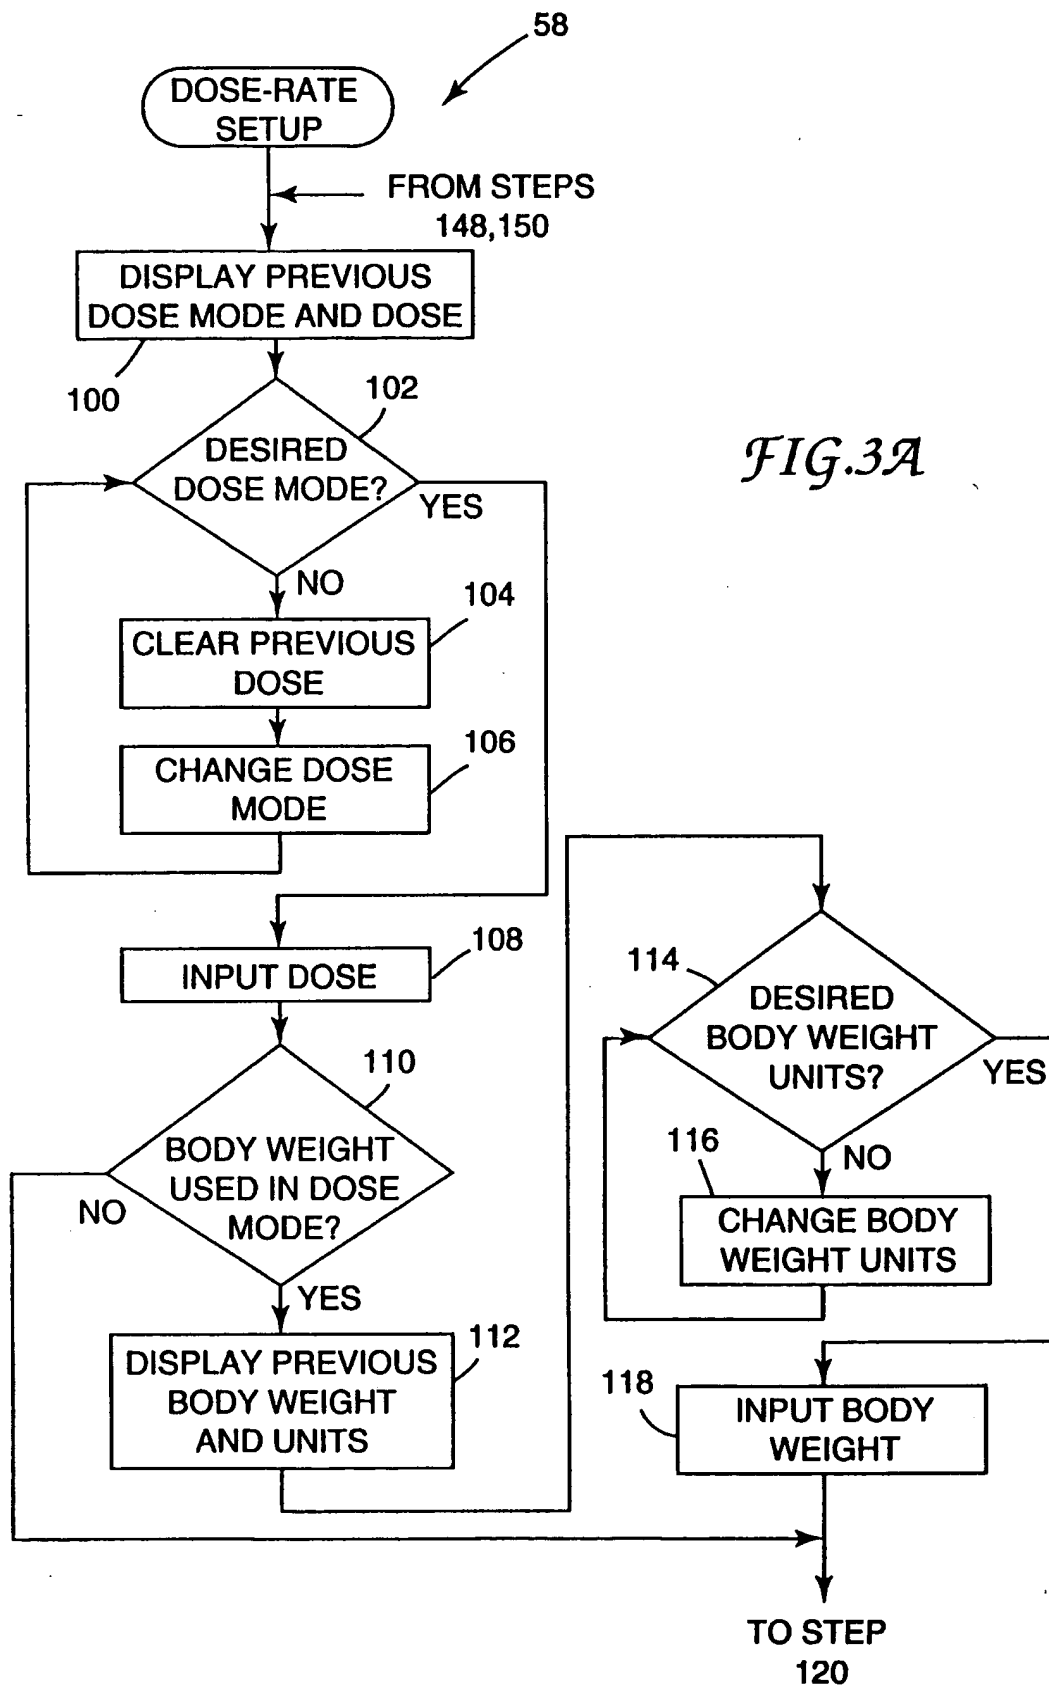 58
DOSE-RATE
SETUP
FROM STEPS
148,150
DISPLAY PREVIOUS
DOSE MODE AND DOSE
100
102
DESIRED
DOSE MODE?
YES
NO
FIG.3A
104
CLEAR PREVIOUS
DOSE
106
CHANGE DOSE
MODE
108
INPUT DOSE
110
BODY WEIGHT
USED IN DOSE
MODE?
NO
YES
112
DISPLAY PREVIOUS
BODY WEIGHT
AND UNITS
114
DESIRED
BODY WEIGHT
UNITS?
YES
NO
116
CHANGE BODY
WEIGHT UNITS
118
INPUT BODY
WEIGHT
TO STEP
120